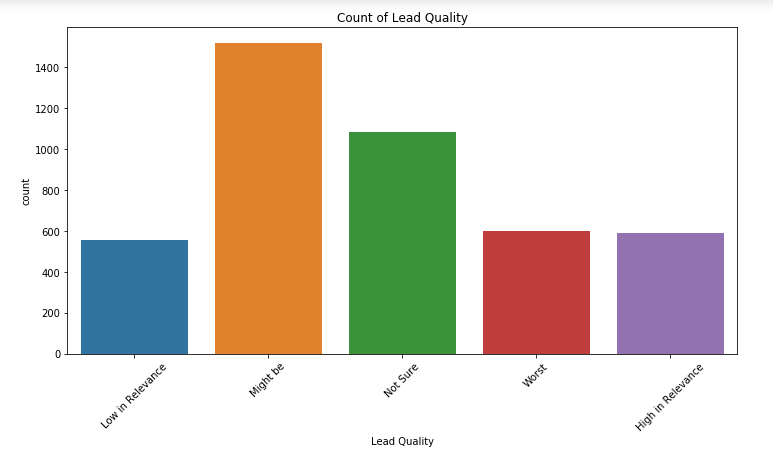 Count of Lead Quality
1400
1200
1000
800
600
400
200
0
count
Low in Relevance
Might be
Not Sure
Worst
High in Relevance
Lead Quality